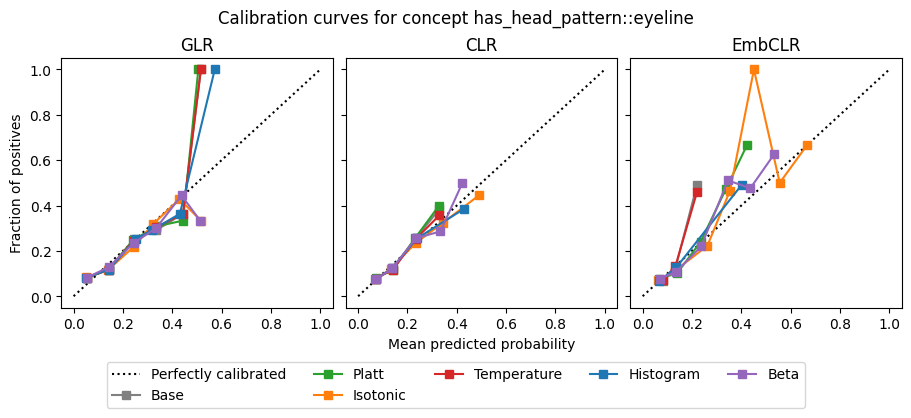 Calibration curves for concept has_head_pattern::eyeline
GLR
CLR
EmbCLR
Fraction of positives
1.0
0.8
0.6
0.4
0.2
0.0
0.0 0.2 0.4 0.6 0.8 1.0
0.0 0.2 0.4 0.6 0.8 1.0
0.0 0.2 0.4 0.6 0.8 1.0
Mean predicted probability
Perfectly calibrated
Base
Platt
Isotonic
Temperature
Histogram
Beta